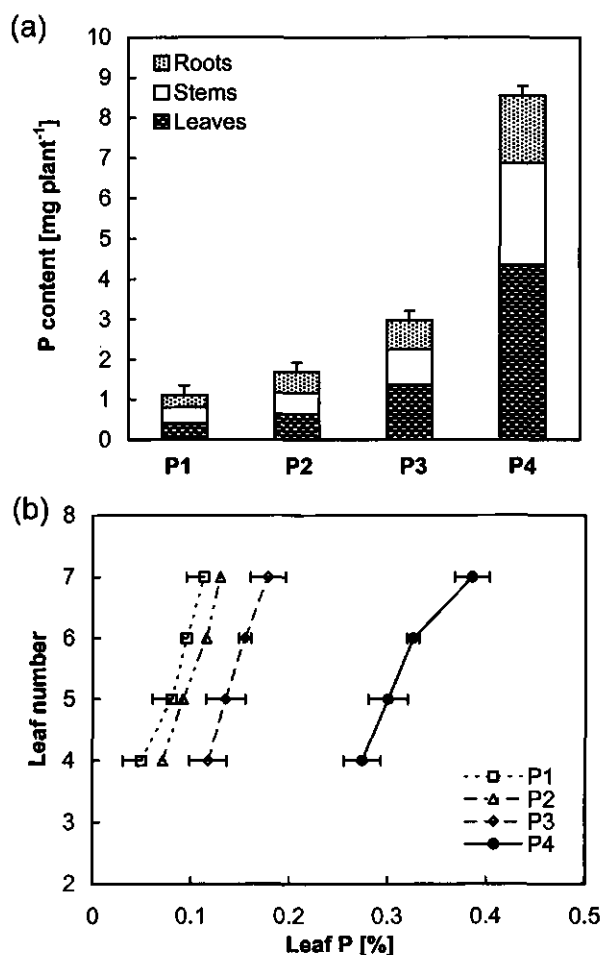 (a)
10
9
8
7
6
5
4
3
2
1
0
P content [mg plant-1]
Roots
Stems
Leaves
P1 P2 P3 P4
(b)
8
7
6
5
4
3
2
Leaf number
P1
P2
P3
P4
0 0.1 0.2 0.3 0.4 0.5
Leaf P [%]